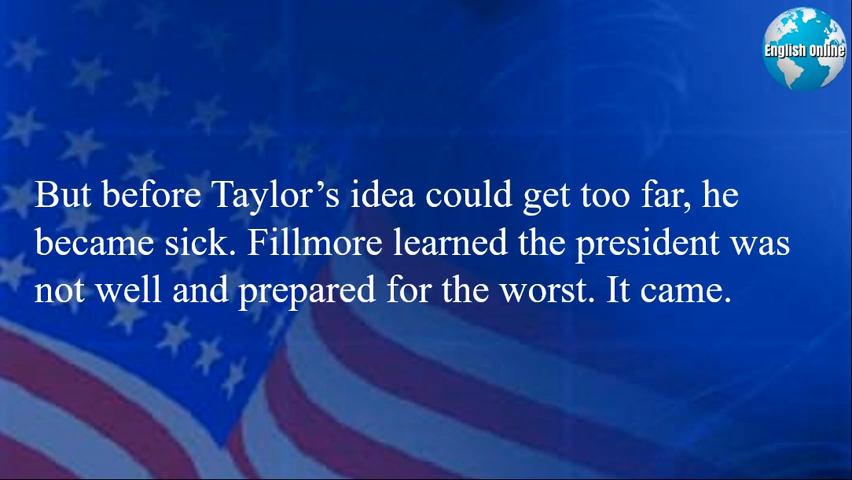 English Online
But before Taylor’s idea could get too far, he
became sick. Fillmore learned the president was
not well and prepared for the worst. It came.